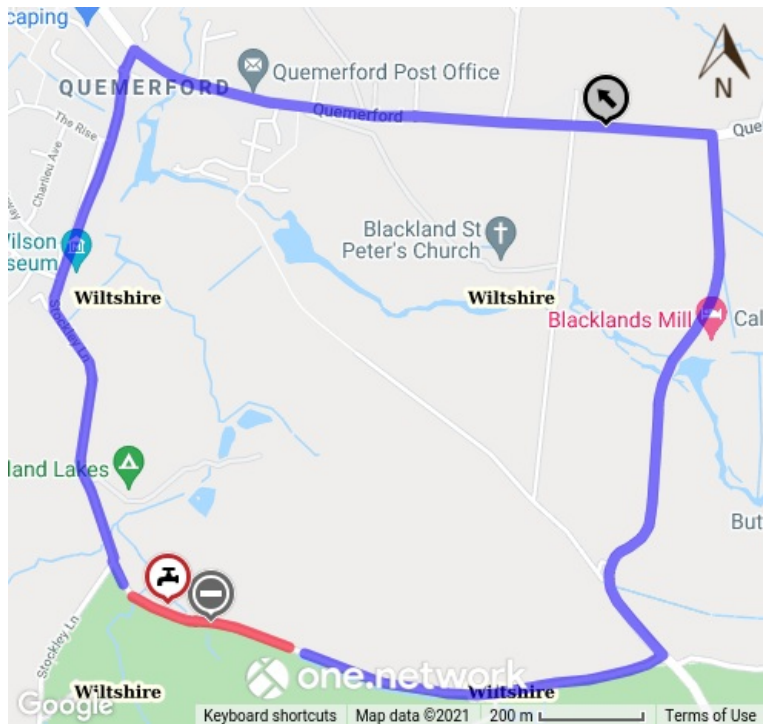 caping
QUEMERFORD
Quemerford Post Office
N
Quemerford
Que
The Rise
Charlieu Ave
way
Wilson
seum
Blackland St
Peter's Church
Wiltshire
Wiltshire
Blacklands Mill
Cal
Stockley Ln
land Lakes
But
Stockley Ln
Wiltshire
one.network
Wiltshire
Google
Keyboard shortcuts
Map data ©2021
200 m
Terms of Use